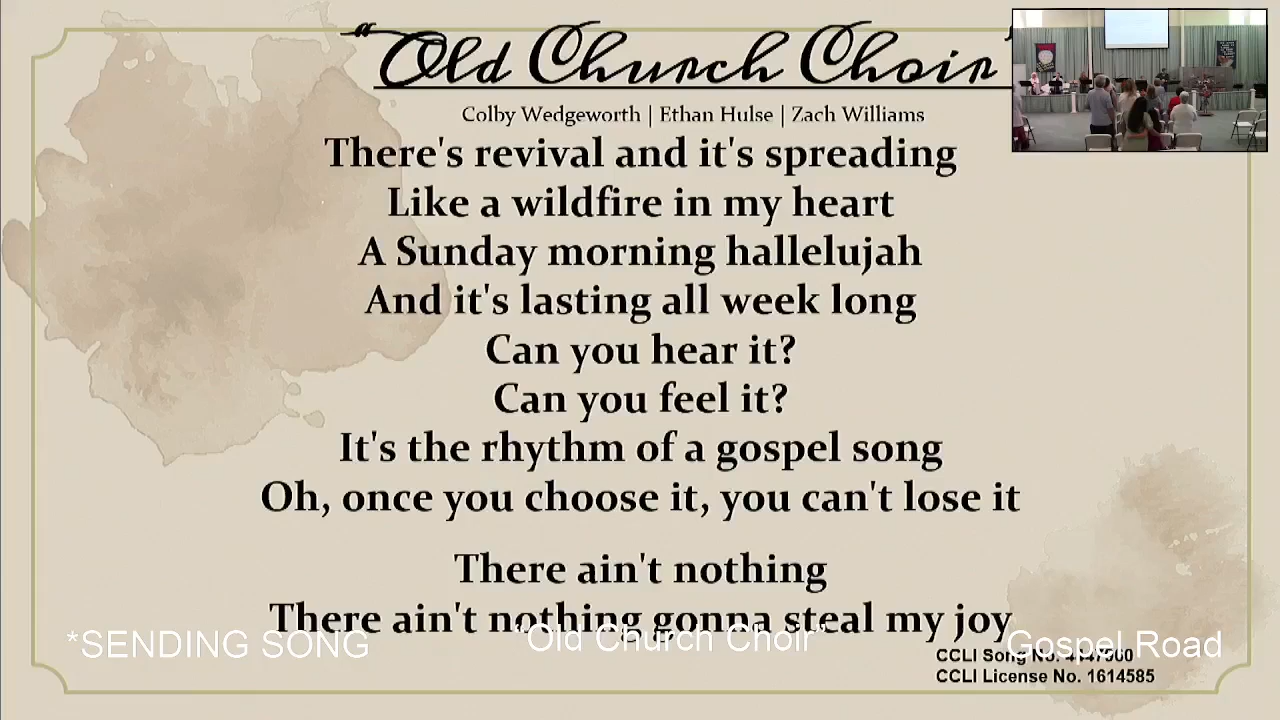 "Old Church Choir"
Colby Wedgeworth | Ethan Hulse | Zach Williams
There's revival and it's spreading
Like a wildfire in my heart
A Sunday morning hallelujah
And it's lasting all week long
Can you hear it?
Can you feel it?
It's the rhythm of a gospel song
Oh, once you choose it, you can't lose it
There ain't nothing
There ain't nothing gonna steal my joy
*SENDING SONG "Old Church Choir" Gospel Road
CCLI Song No.
CCLI License No. 1614585